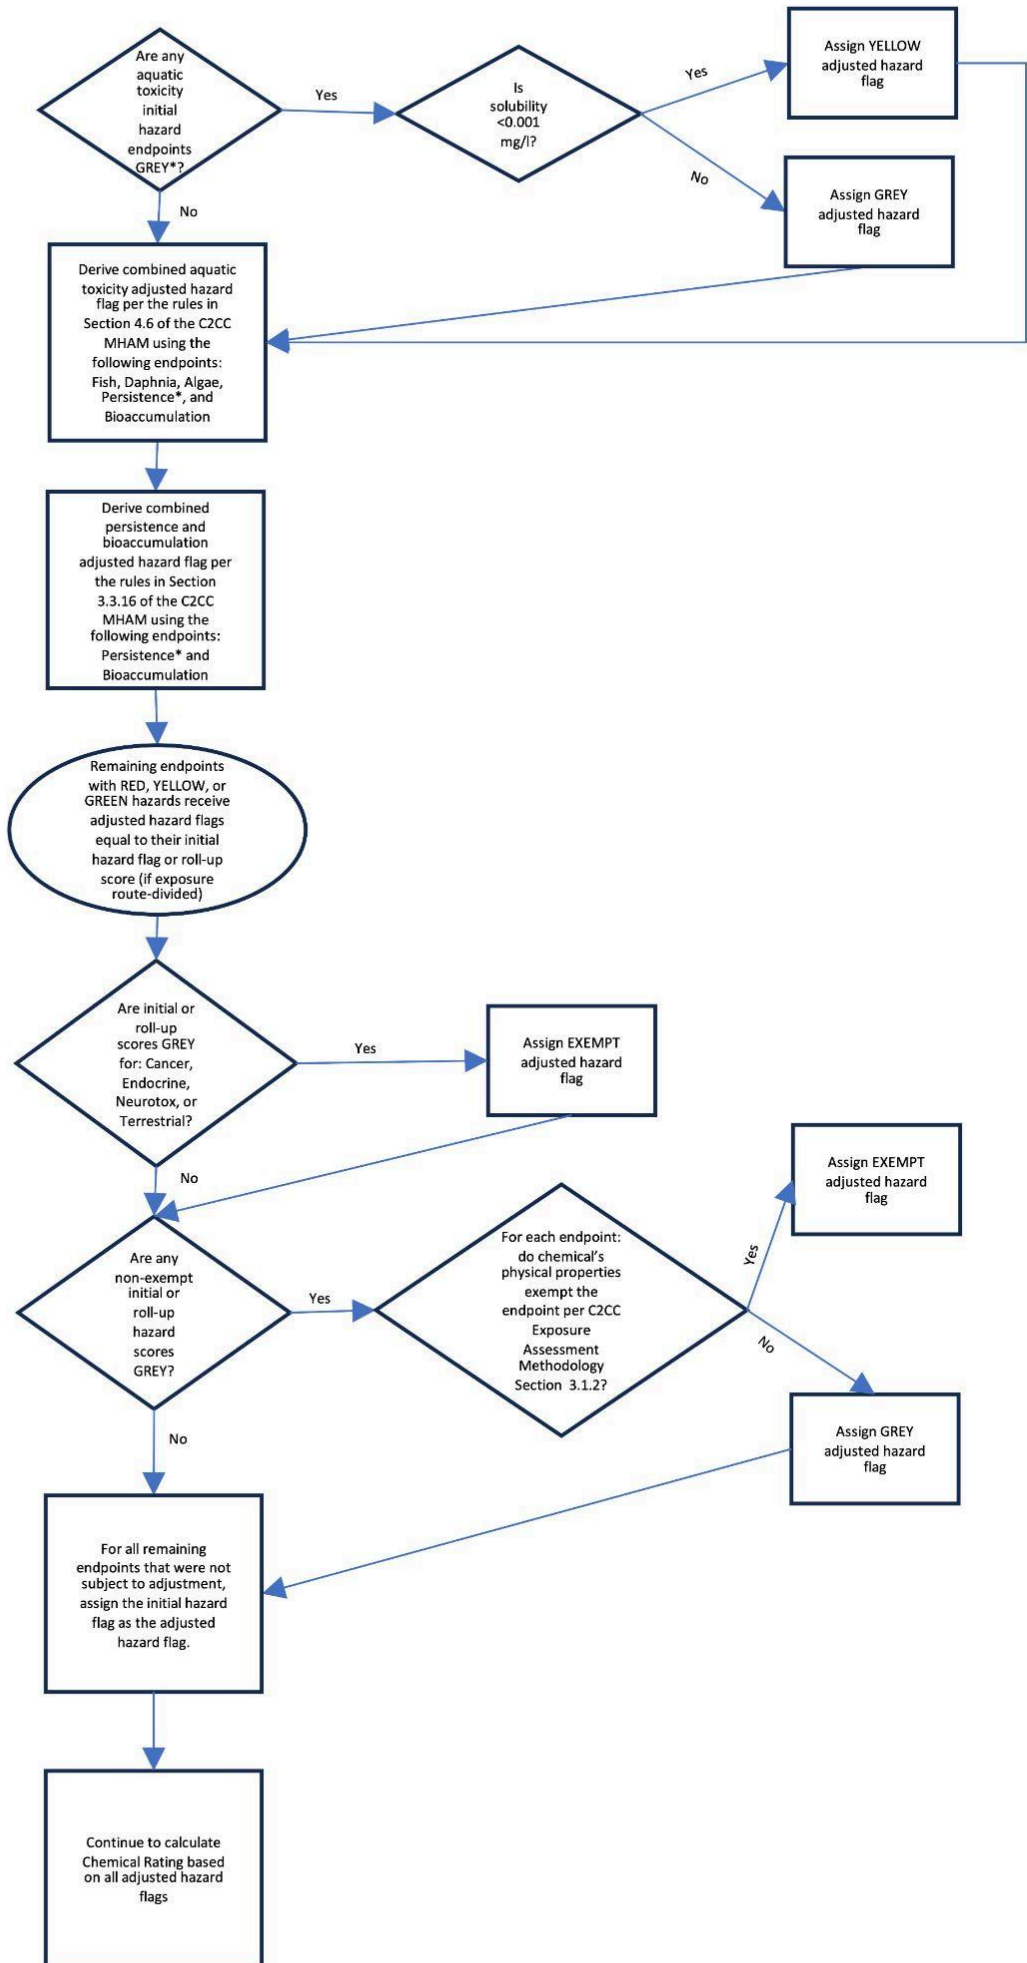 Are any
aquatic
toxicity
initial
hazard
endpoints
GREY*?
Yes
Is
solubility
<0.001
mg/l?
Yes
Assign YELLOW
adjusted hazard
flag
No
Assign GREY
adjusted hazard
flag
No
Derive combined aquatic
toxicity adjusted hazard
flag per the rules in
Section 4.6 of the C2CC
MHAM using the
following endpoints:
Fish, Daphnia, Algae,
Persistence*, and
Bioaccumulation
Derive combined
persistence and
bioaccumulation
adjusted hazard flag per
the rules in Section
3.3.16 of the C2CC
MHAM using the
following endpoints:
Persistence* and
Bioaccumulation
Remaining endpoints
with RED, YELLOW, or
GREEN hazards receive
adjusted hazard flags
equal to their initial
hazard flag or roll-up
score (if exposure
route-divided)
Are initial or
roll-up
scores GREY
for: Cancer,
Endocrine,
Neurotox, or
Terrestrial?
Yes
Assign EXEMPT
adjusted hazard
flag
No
Are any
non-exempt
initial or
roll-up
hazard
scores
GREY?
Yes
For each endpoint:
do chemical's
physical properties
exempt the
endpoint per C2CC
Exposure
Assessment
Methodology
Section 3.1.2?
Yes
Assign EXEMPT
adjusted hazard
flag
No
Assign GREY
adjusted hazard
flag
No
For all remaining
endpoints that were not
subject to adjustment,
assign the initial hazard
flag as the adjusted
hazard flag.
Continue to calculate
Chemical Rating based
on all adjusted hazard
flags